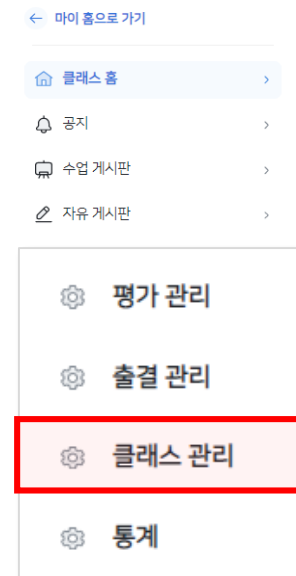 마이 홈으로 가기
클래스 홈
공지
수업 게시판
자유 게시판
평가 관리
출결 관리
클래스 관리
통계